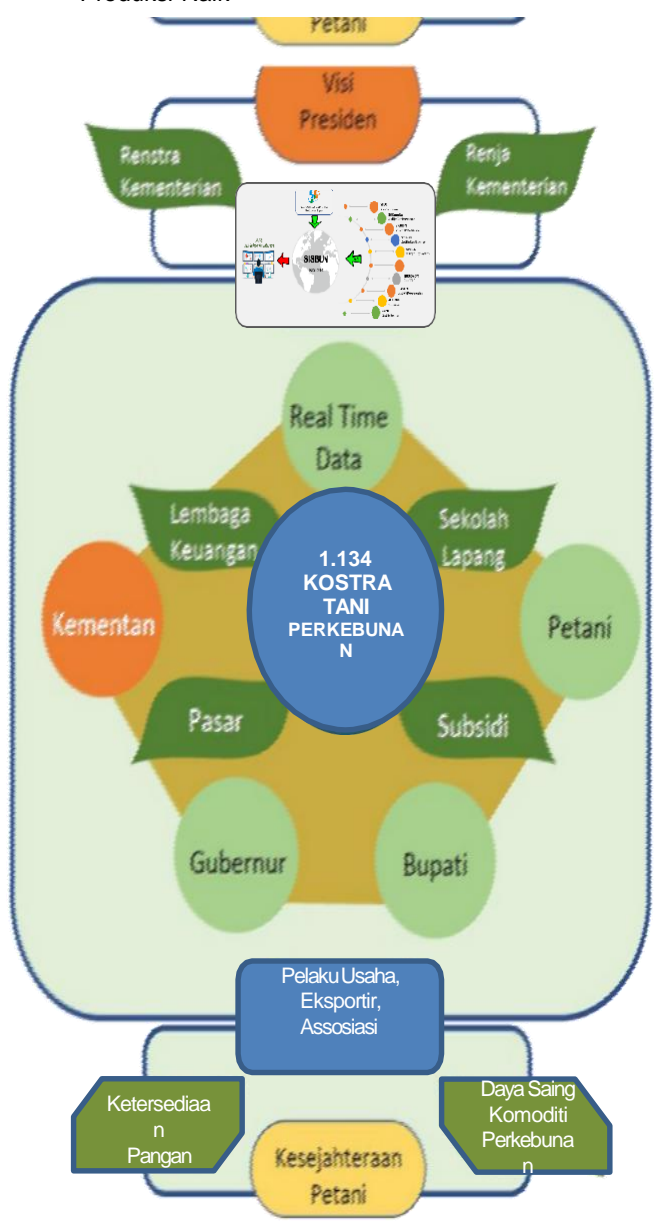 Petani
Visi
Presiden
Renstra
Kementerian
Renja
Kementerian
SISBUN
Real Time
Data
Lembaga
Keuangan
Sekolah
Lapang
1.134
KOSTRA
TANI
PERKEBUNA
N
Kementan
Petani
Pasar
Subsidi
Gubernur
Bupati
Pelaku Usaha,
Eksportir,
Assosiasi
Ketersediaa
n
Pangan
Daya Saing
Komoditi
Perkebuna
n
Kesejahteraan
Petani